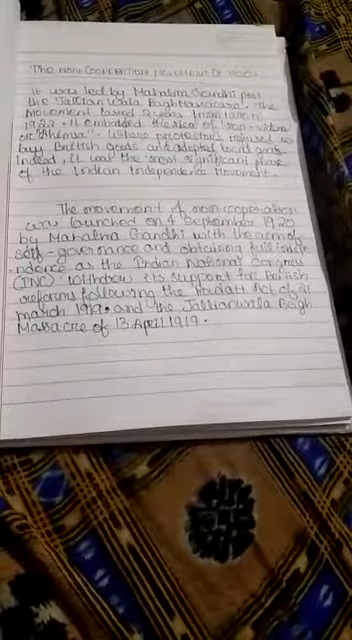 The non Cooperation Movement of 1920.
It was led by Mahatma Gandhi post
the Jallian Wala Bagh Massacre. The
movement lasted 2 years from 1920 to
1922. It embodied the idea of "non-violence
or "Ahimsa". Where protestors refused to
buy British goods and adopted local goods.
Indeed, it was the most significant phase
of the Indian Independence Movement.
The movement of non-cooperation
was launched on 4 September 1920
by Mahatma Gandhi with the aim of
self-governance and obtaining full indepe
-ndence as the Indian National Congress
(INC) withdrew its support for British
reforms following the Rowlatt Act of 21
march 1919. and the Jallianwala Bagh
Massacre of 13 April 1919.